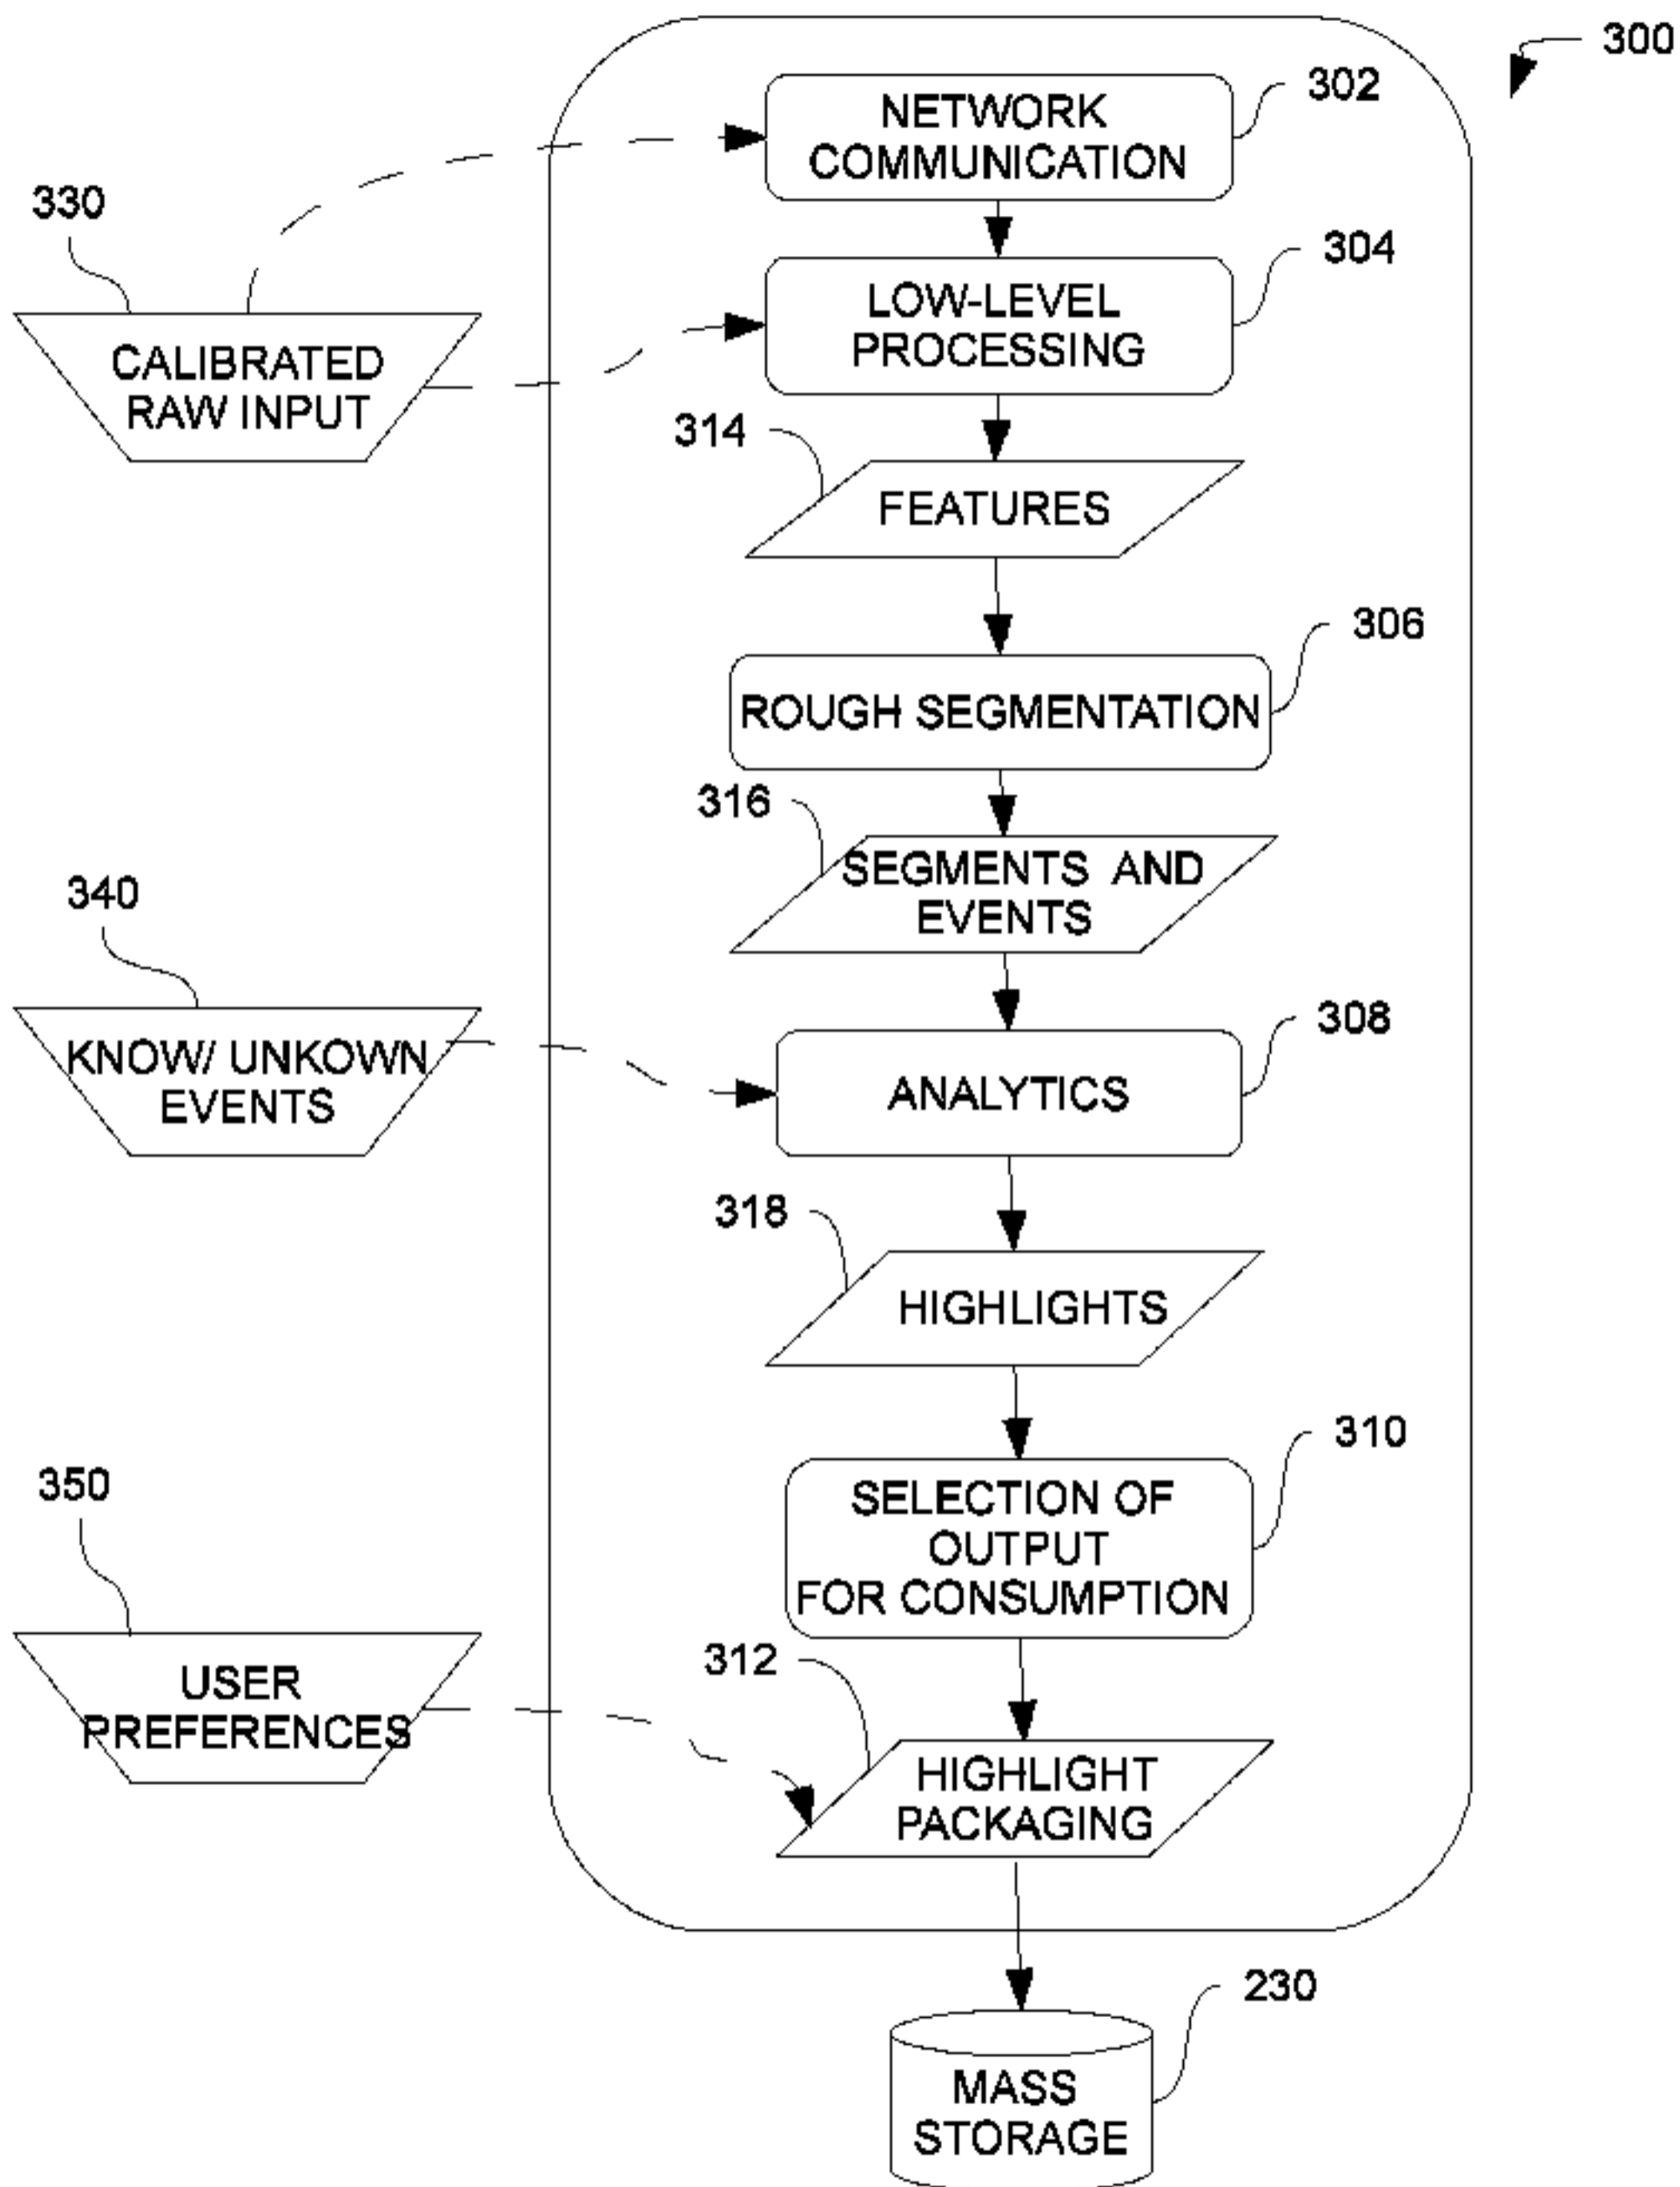 300
302
NETWORK
COMMUNICATION
330
304
LOW-LEVEL
PROCESSING
CALIBRATED
RAW INPUT
314
FEATURES
306
ROUGH SEGMENTATION
316
SEGMENTS AND
EVENTS
340
308
KNOW/ UNKOWN
EVENTS
ANALYTICS
318
HIGHLIGHTS
310
350
SELECTION OF
OUTPUT
FOR CONSUMPTION
312
USER
PREFERENCES
HIGHLIGHT
PACKAGING
230
MASS
STORAGE